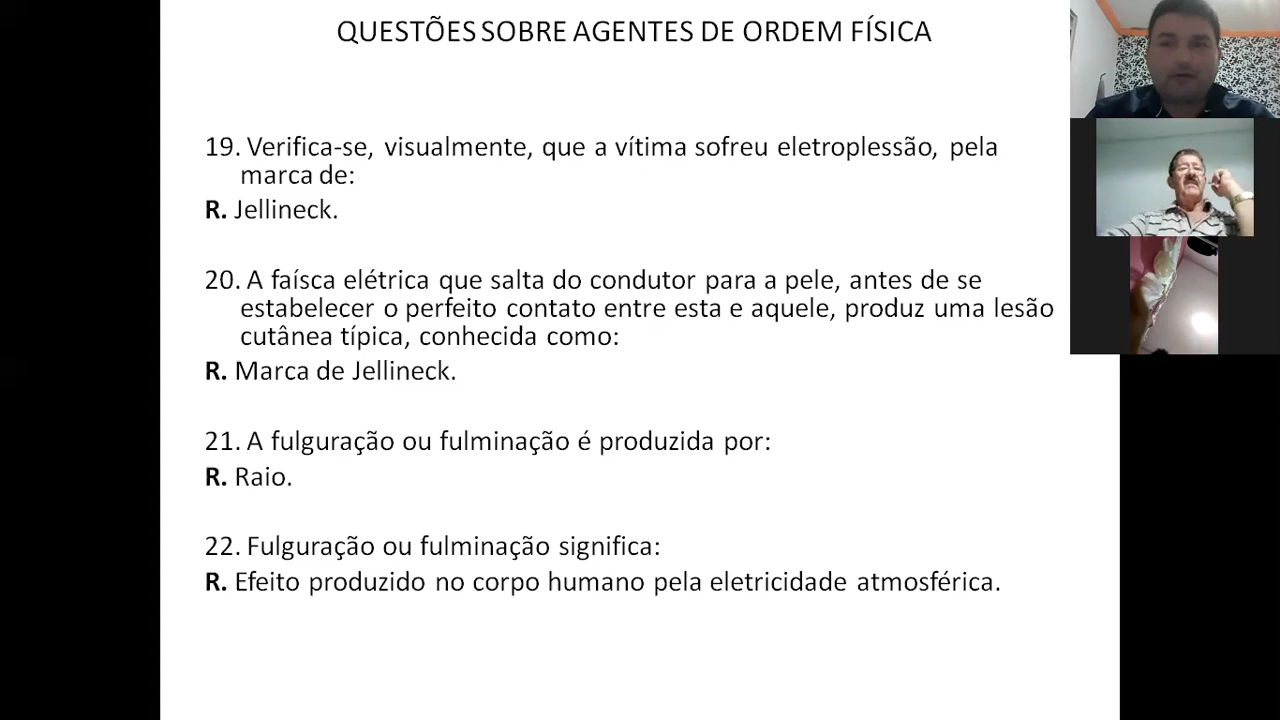 QUESTÕES SOBRE AGENTES DE ORDEM FÍSICA
19. Verifica-se, visualmente, que a vítima sofreu eletroplessão, pela
marca de:
R. Jellineck.
20. A faísca elétrica que salta do condutor para a pele, antes de se
estabelecer o perfeito contato entre esta e aquele, produz uma lesão
cutânea típica, conhecida como:
R. Marca de Jellineck.
21. A fulguração ou fulminação é produzida por:
R. Raio.
22. Fulguração ou fulminação significa:
R. Efeito produzido no corpo humano pela eletricidade atmosférica.